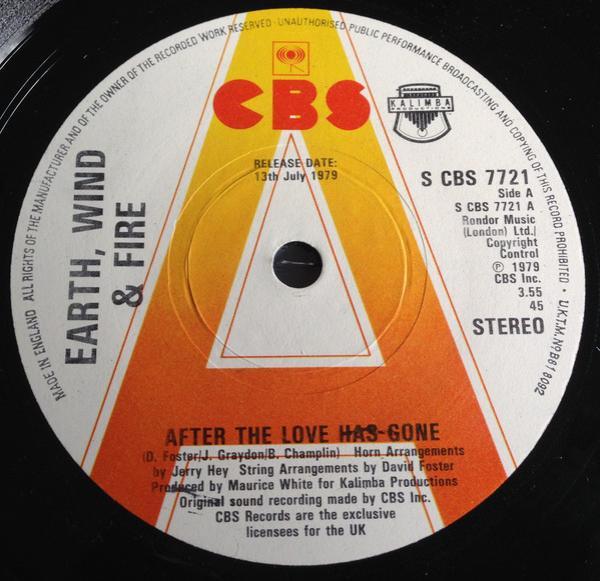 MADE IN ENGLAND ALL RIGHTS OF THE MANUFACTURER AND OF THE OWNER OF THE RECORDED WORK RESERVED · UNAUTHORISED PUBLIC PERFORMANCE BROADCASTING AND COPYING OF THIS RECORD PROHIBITED · U.K.T.M. No B618092
CBS
KALIMBA
PRODUCTIONS
RELEASE DATE:
13th July 1979
EARTH, WIND
& FIRE
S CBS 7721
Side A
S CBS 7721 A
Rondor Music
(London) Ltd./
Copyright
Control
℗ 1979
CBS Inc.
3.55
45
STEREO
AFTER THE LOVE HAS GONE
(D. Foster/J. Graydon/B. Champlin) Horn Arrangements
by Jerry Hey String Arrangements by David Foster
Produced by Maurice White for Kalimba Productions
Original sound recording made by CBS Inc.
CBS Records are the exclusive
licensees for the UK